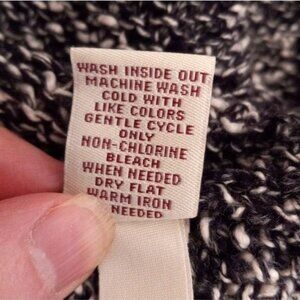 WASH INSIDE OUT
MACHINE WASH
COLD WITH
LIKE COLORS
GENTLE CYCLE
ONLY
NON-CHLORINE
BLEACH
WHEN NEEDED
DRY FLAT
WARM IRON
NEEDED